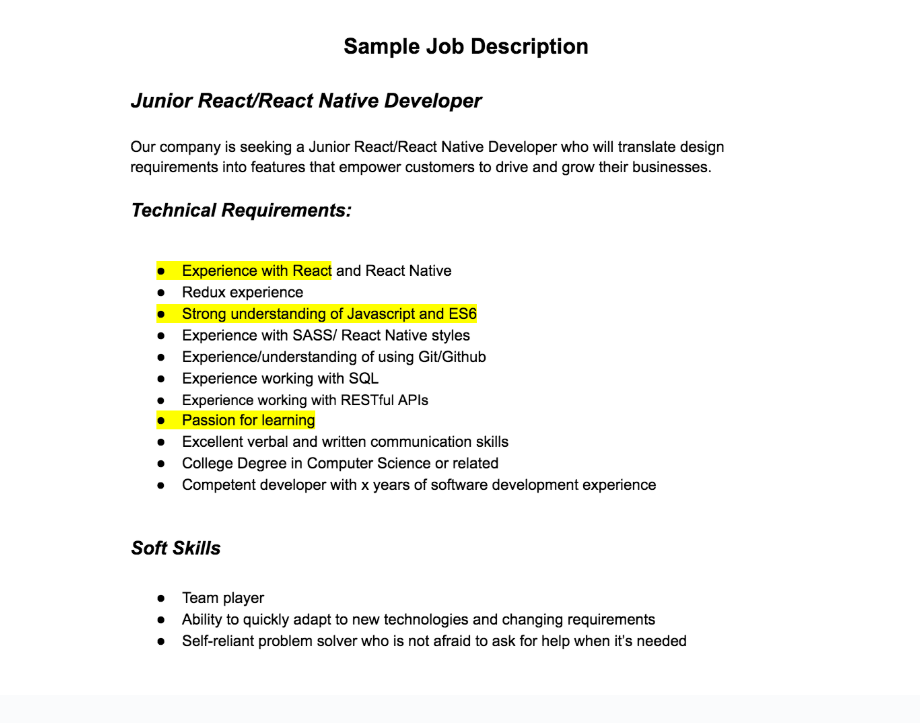 Sample Job Description
Junior React/React Native Developer
Our company is seeking a Junior React/React Native Developer who will translate design
requirements into features that empower customers to drive and grow their businesses.
Technical Requirements:
● Experience with React and React Native
● Redux experience
● Strong understanding of Javascript and ES6
● Experience with SASS/ React Native styles
● Experience/understanding of using Git/Github
● Experience working with SQL
● Experience working with RESTful APIs
● Passion for learning
● Excellent verbal and written communication skills
● College Degree in Computer Science or related
● Competent developer with x years of software development experience
Soft Skills
● Team player
● Ability to quickly adapt to new technologies and changing requirements
● Self-reliant problem solver who is not afraid to ask for help when it’s needed